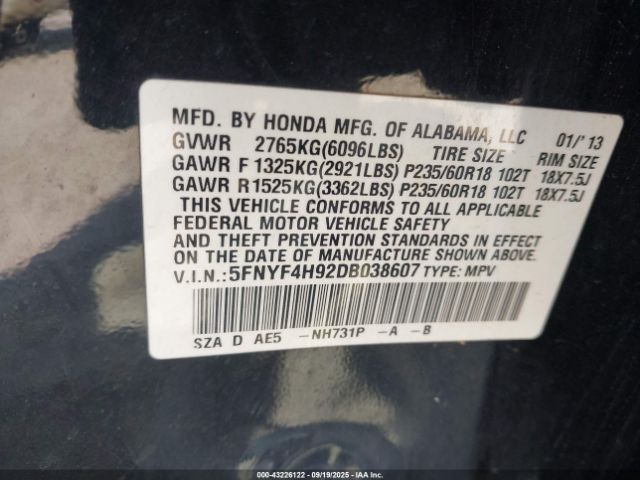 MFD. BY HONDA MFG. OF ALABAMA, LLC 01/'13
GVWR 2765KG(6096LBS) TIRE SIZE RIM SIZE
GAWR F 1325KG(2921LBS) P235/60R18 102T 18X7.5J
GAWR R 1525KG(3362LBS) P235/60R18 102T 18X7.5J
THIS VEHICLE CONFORMS TO ALL APPLICABLE
FEDERAL MOTOR VEHICLE SAFETY
AND THEFT PREVENTION STANDARDS IN EFFECT
ON THE DATE OF MANUFACTURE SHOWN ABOVE.
V.I.N.: 5FNYF4H92DB038607 TYPE: MPV
SZA D AE5 -NH731P -A -B
000-43226122 - 09/19/2025 - IAAI.COM